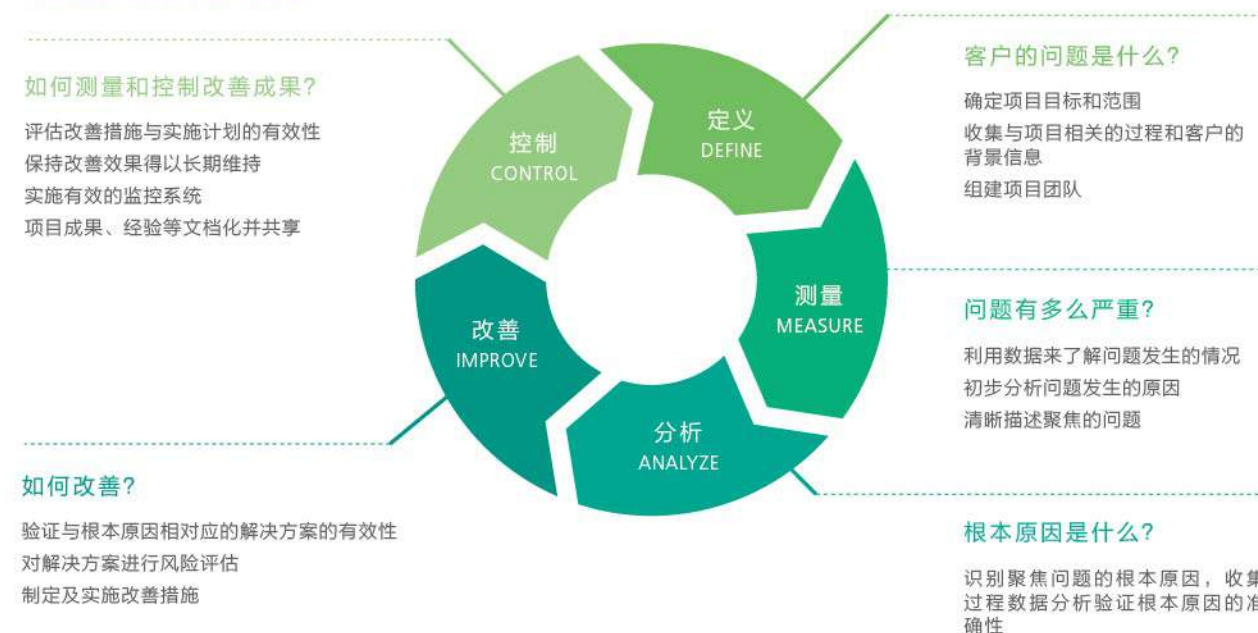 如何测量和控制改善成果?
评估改善措施与实施计划的有效性
保持改善效果得以长期维持
实施有效的监控系统
项目成果、经验等文档化并共享
控制
CONTROL
定义
DEFINE
客户的问题是什么?
确定项目目标和范围
收集与项目相关的过程和客户的
背景信息
组建项目团队
测量
MEASURE
问题有多么严重?
利用数据来了解问题发生的情况
初步分析问题发生的原因
清晰描述聚焦的问题
改善
IMPROVE
分析
ANALYZE
如何改善?
验证与根本原因相对应的解决方案的有效性
对解决方案进行风险评估
制定及实施改善措施
根本原因是什么?
识别聚焦问题的根本原因，收集
过程数据分析验证根本原因的准
确性